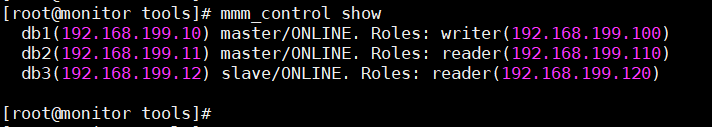 [root@monitor tools]# mmm_control show
db1(192.168.199.10) master/ONLINE. Roles: writer(192.168.199.100)
db2(192.168.199.11) master/ONLINE. Roles: reader(192.168.199.110)
db3(192.168.199.12) slave/ONLINE. Roles: reader(192.168.199.120)
[root@monitor tools]#